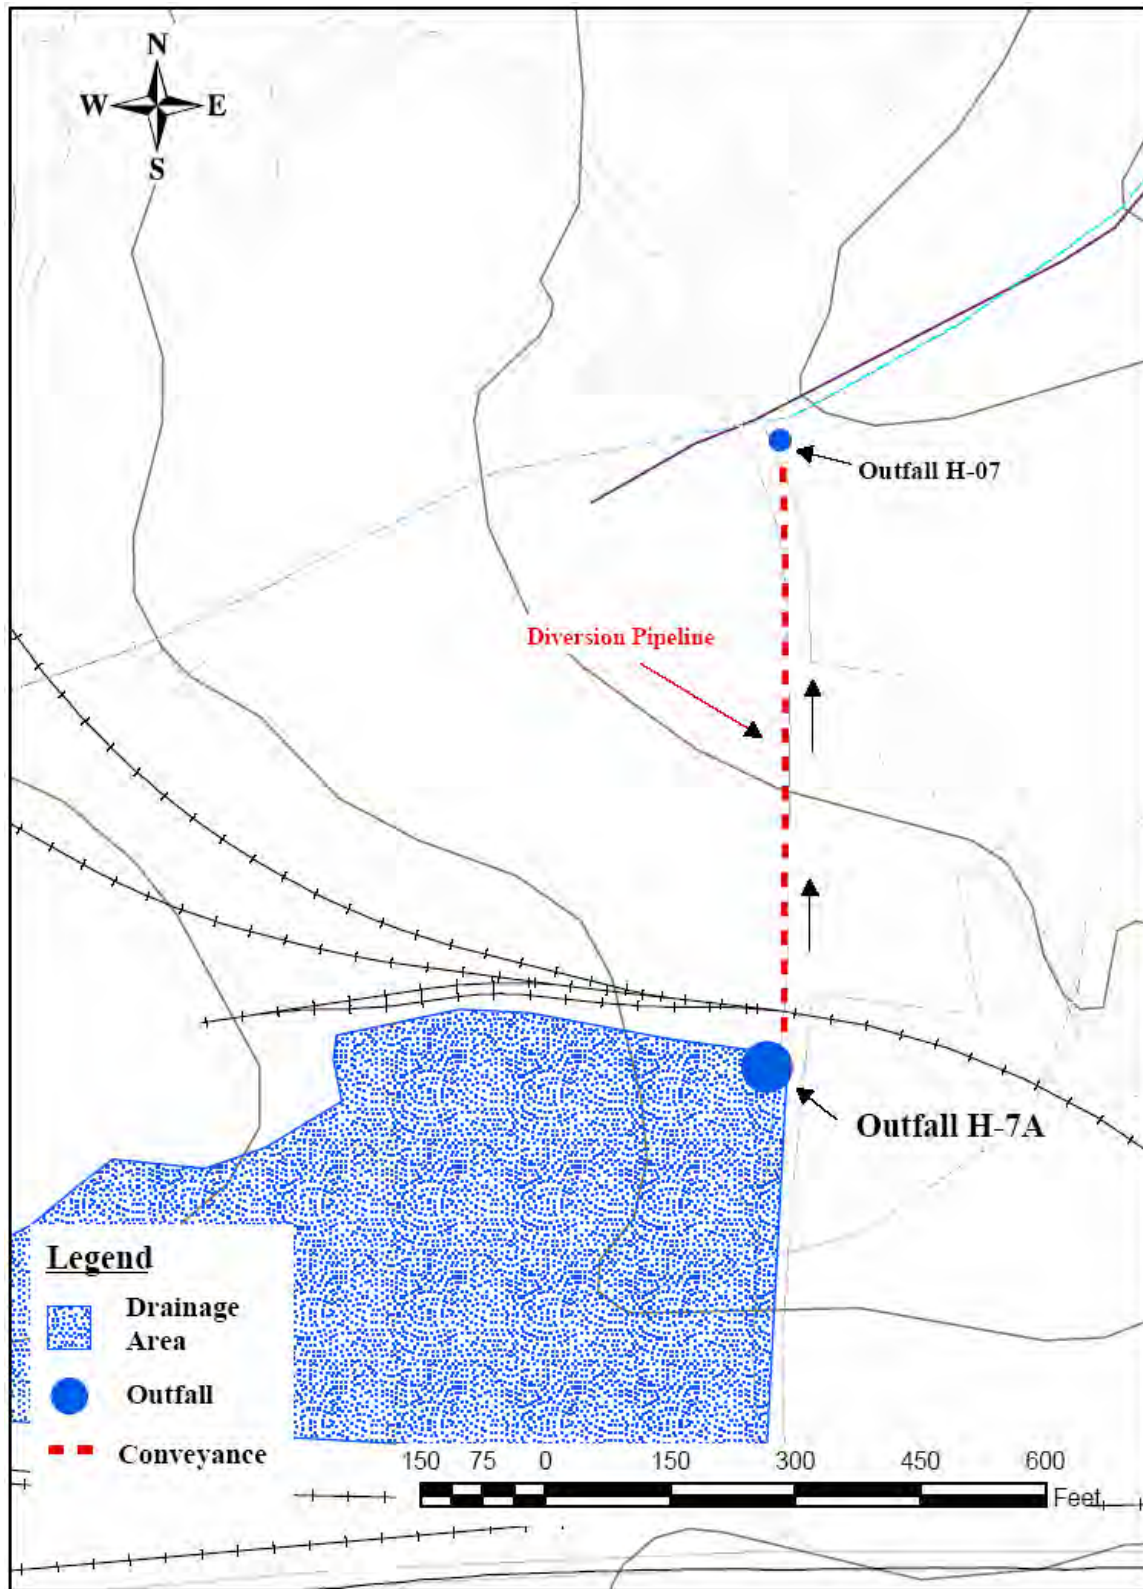 N
W E
S
Outfall H-07
Diversion Pipeline
Outfall H-7A
Legend
Drainage
Area
Outfall
Conveyance
150 75 0 150 300 450 600
Feet